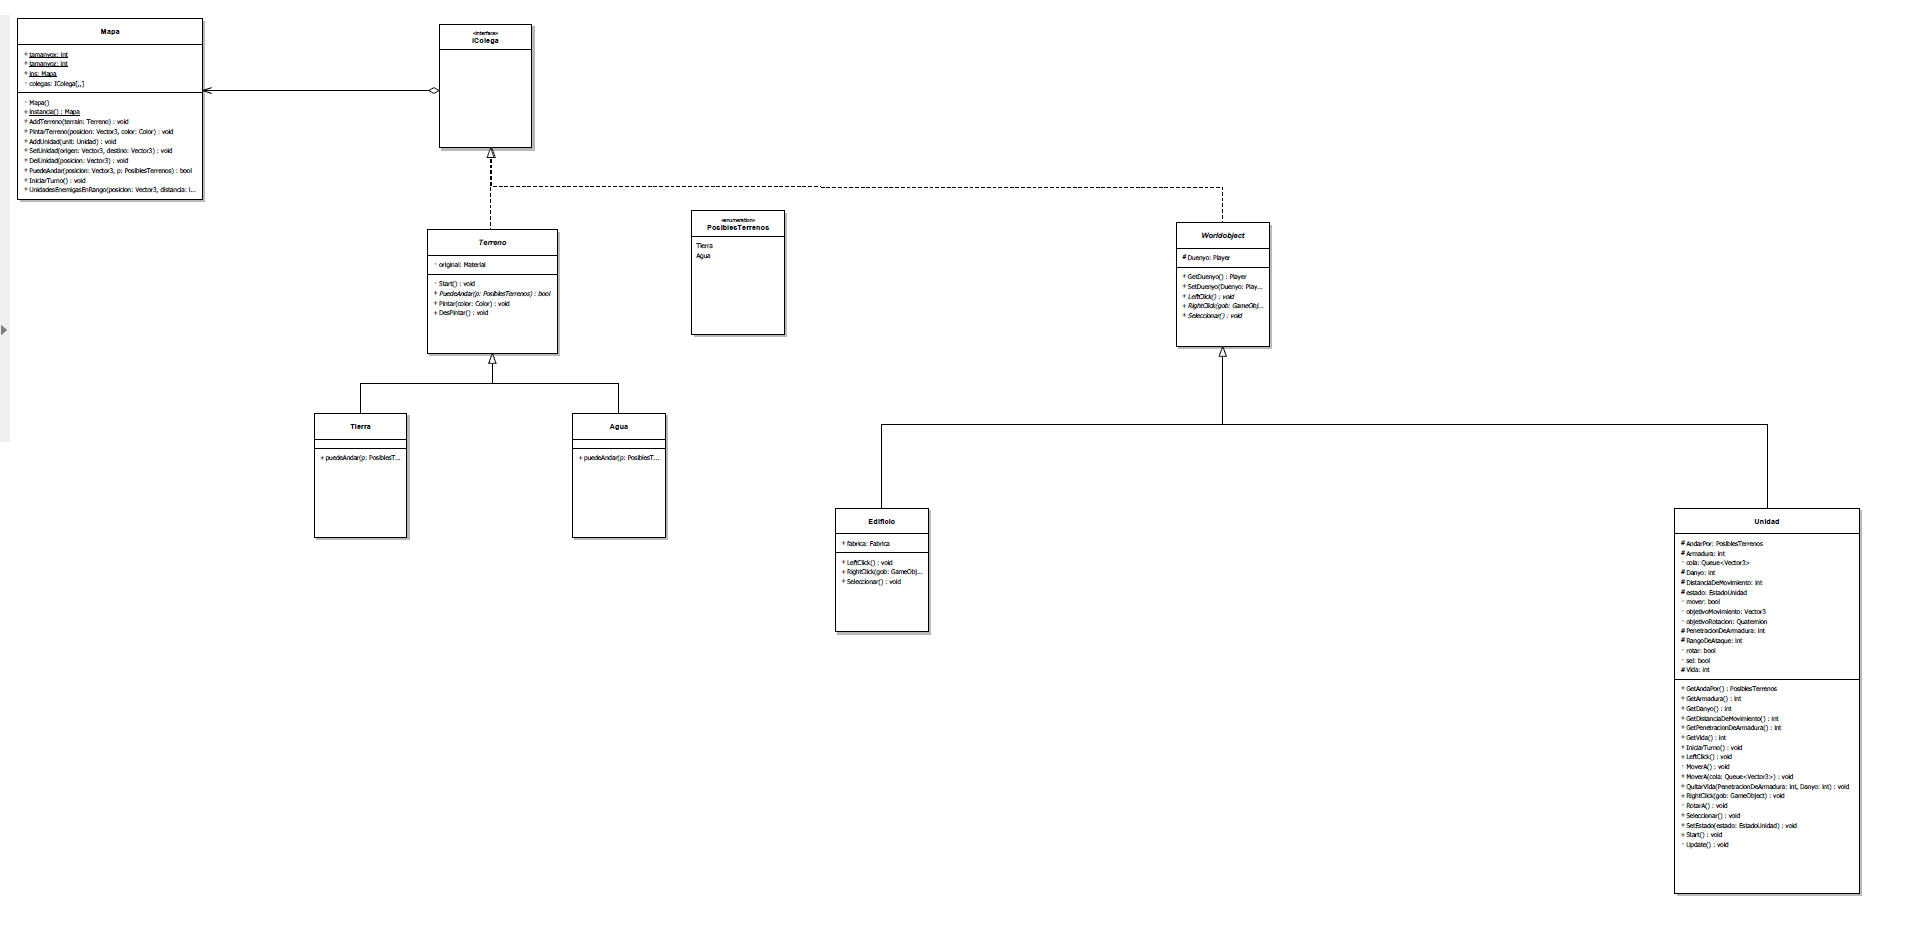 Mapa
+ tamanyox: int
+ tamanyoz: int
+ ins: Mapa
- colegas: IColega[,,]
- Mapa()
+ Instancia() : Mapa
+ AddTerreno(terrain: Terreno) : void
+ PintarTerreno(posicion: Vector3, color: Color) : void
+ AddUnidad(unit: Unidad) : void
+ SetUnidad(origen: Vector3, destino: Vector3) : void
+ DelUnidad(posicion: Vector3) : void
+ PuedeAndar(posicion: Vector3, p: PosiblesTerrenos) : bool
+ IniciarTurno() : void
+ UnidadesEnemigasEnRango(posicion: Vector3, distancia: i...
«interface»
IColega
Terreno
- original: Material
- Start() : void
+ PuedeAndar(p: PosiblesTerrenos) : bool
+ Pintar(color: Color) : void
+ DesPintar() : void
«enumeration»
PosiblesTerrenos
Tierra
Agua
Worldobject
# Duenyo: Player
+ GetDuenyo() : Player
+ SetDuenyo(Duenyo: Play...
+ LeftClick() : void
+ RightClick(gob: GameObj...
+ Seleccionar() : void
Tierra
+ puedeAndar(p: PosiblesT...
Agua
+ puedeAndar(p: PosiblesT...
Edificio
+ fabrica: Fabrica
+ LeftClick() : void
+ RightClick(gob: GameObj...
+ Seleccionar() : void
Unidad
# AndarPor: PosiblesTerrenos
# Armadura: int
- cola: Queue<Vector3>
# Danyo: int
# DistanciaDeMovimiento: int
# estado: EstadoUnidad
- mover: bool
- objetivoMovimiento: Vector3
- objetivoRotacion: Quaternion
# PenetracionDeArmadura: int
# RangoDeAtaque: int
- rotar: bool
- sel: bool
# Vida: int
+ GetAndaPor() : PosiblesTerrenos
+ GetArmadura() : int
+ GetDanyo() : int
+ GetDistanciaDeMovimiento() : int
+ GetPenetracionDeArmadura() : int
+ GetVida() : int
+ IniciarTurno() : void
+ LeftClick() : void
- MoverA() : void
+ MoverA(cola: Queue<Vector3>) : void
+ QuitarVida(PenetracionDeArmadura: int, Danyo: int) : void
+ RightClick(gob: GameObject) : void
- RotarA() : void
+ Seleccionar() : void
+ SetEstado(estado: EstadoUnidad) : void
+ Start() : void
- Update() : void